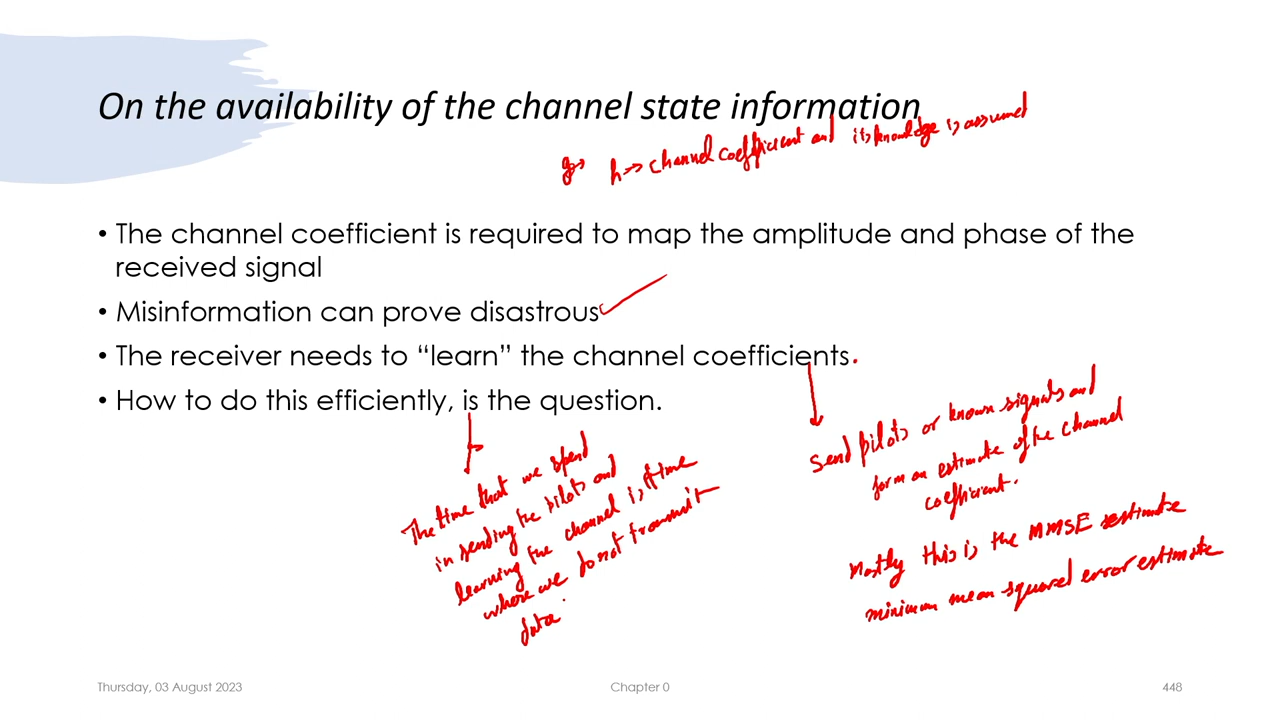 On the availability of the channel state information
h → channel coefficient and its knowledge is assumed
• The channel coefficient is required to map the amplitude and phase of the
received signal
• Misinformation can prove disastrous
• The receiver needs to “learn” the channel coefficients.
• How to do this efficiently, is the question.
The time that we spend
in sending the pilots and
learning the channel is time
where we do not transmit
data.
Send pilots or known signals and
form an estimate of the channel
coefficient.
Mostly this is the MMSE estimate
minimum mean squared error estimate
Thursday, 03 August 2023
Chapter 0
448